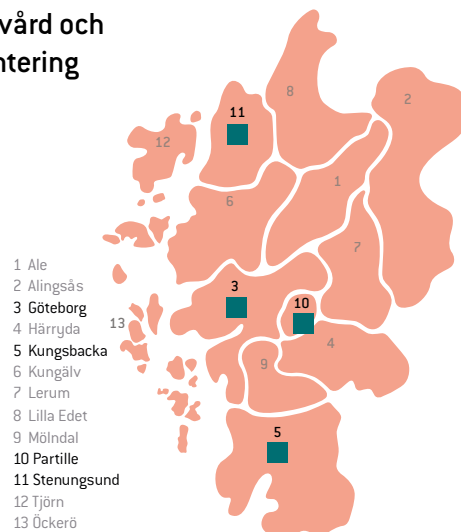 vård och
ntering
11
8
2
12
1
6
7
3
10
13
4
9
5
1 Ale
2 Alingsås
3 Göteborg
4 Härryda
5 Kungsbacka
6 Kungälv
7 Lerum
8 Lilla Edet
9 Mölndal
10 Partille
11 Stenungsund
12 Tjörn
13 Öckerö